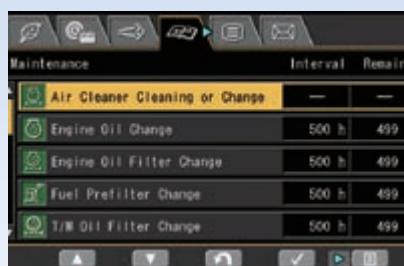 Maintenance Interval Remain
Air Cleaner Cleaning or Change — —
Engine Oil Change 500 h 499
Engine Oil Filter Change 500 h 499
Fuel Prefilter Change 500 h 499
T/M Oil Filter Change 500 h 499